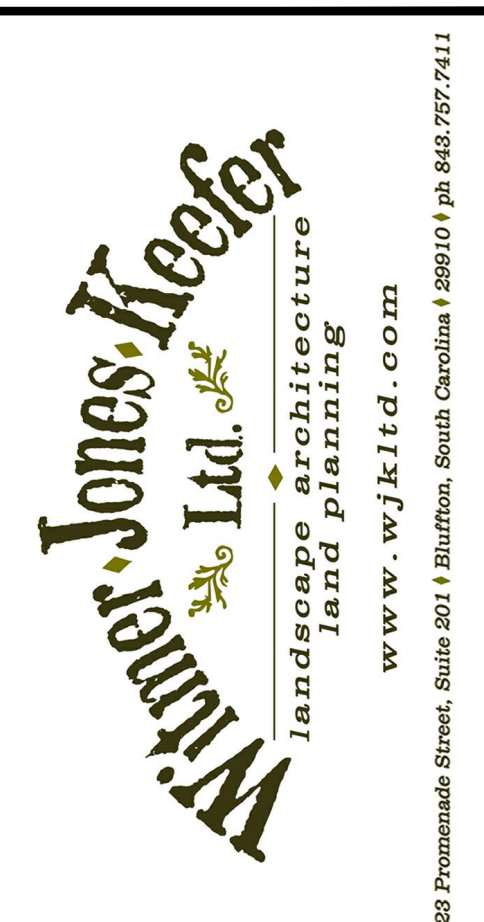 Witmer ♦ Jones ♦ Keefer
Ltd.
landscape architecture
land planning
www.wjkltd.com
23 Promenade Street, Suite 201 ♦ Bluffton, South Carolina ♦ 29910 ♦ ph 843.757.7411